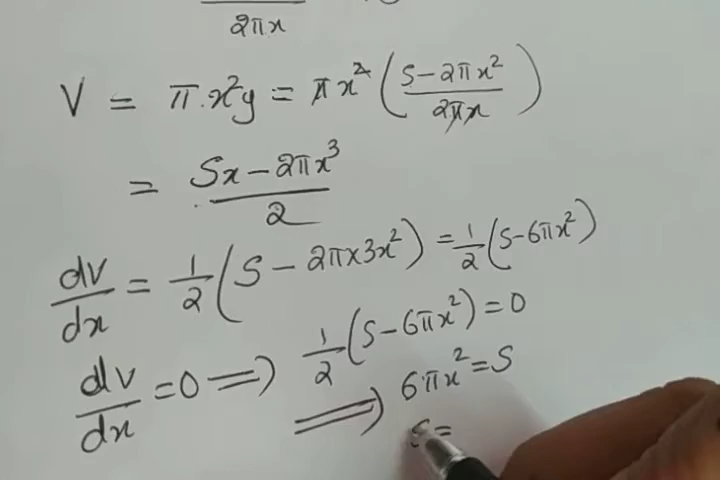 2πx
V = π.x²y = πx²(S-2πx²/2πx)
= Sx-2πx³/2
dv/dx = 1/2(S-2πx3x²) = 1/2(S-6πx²)
dv/dx = 0 ⟹ 1/2(S-6πx²) = 0
⟹ 6πx² = S
S =